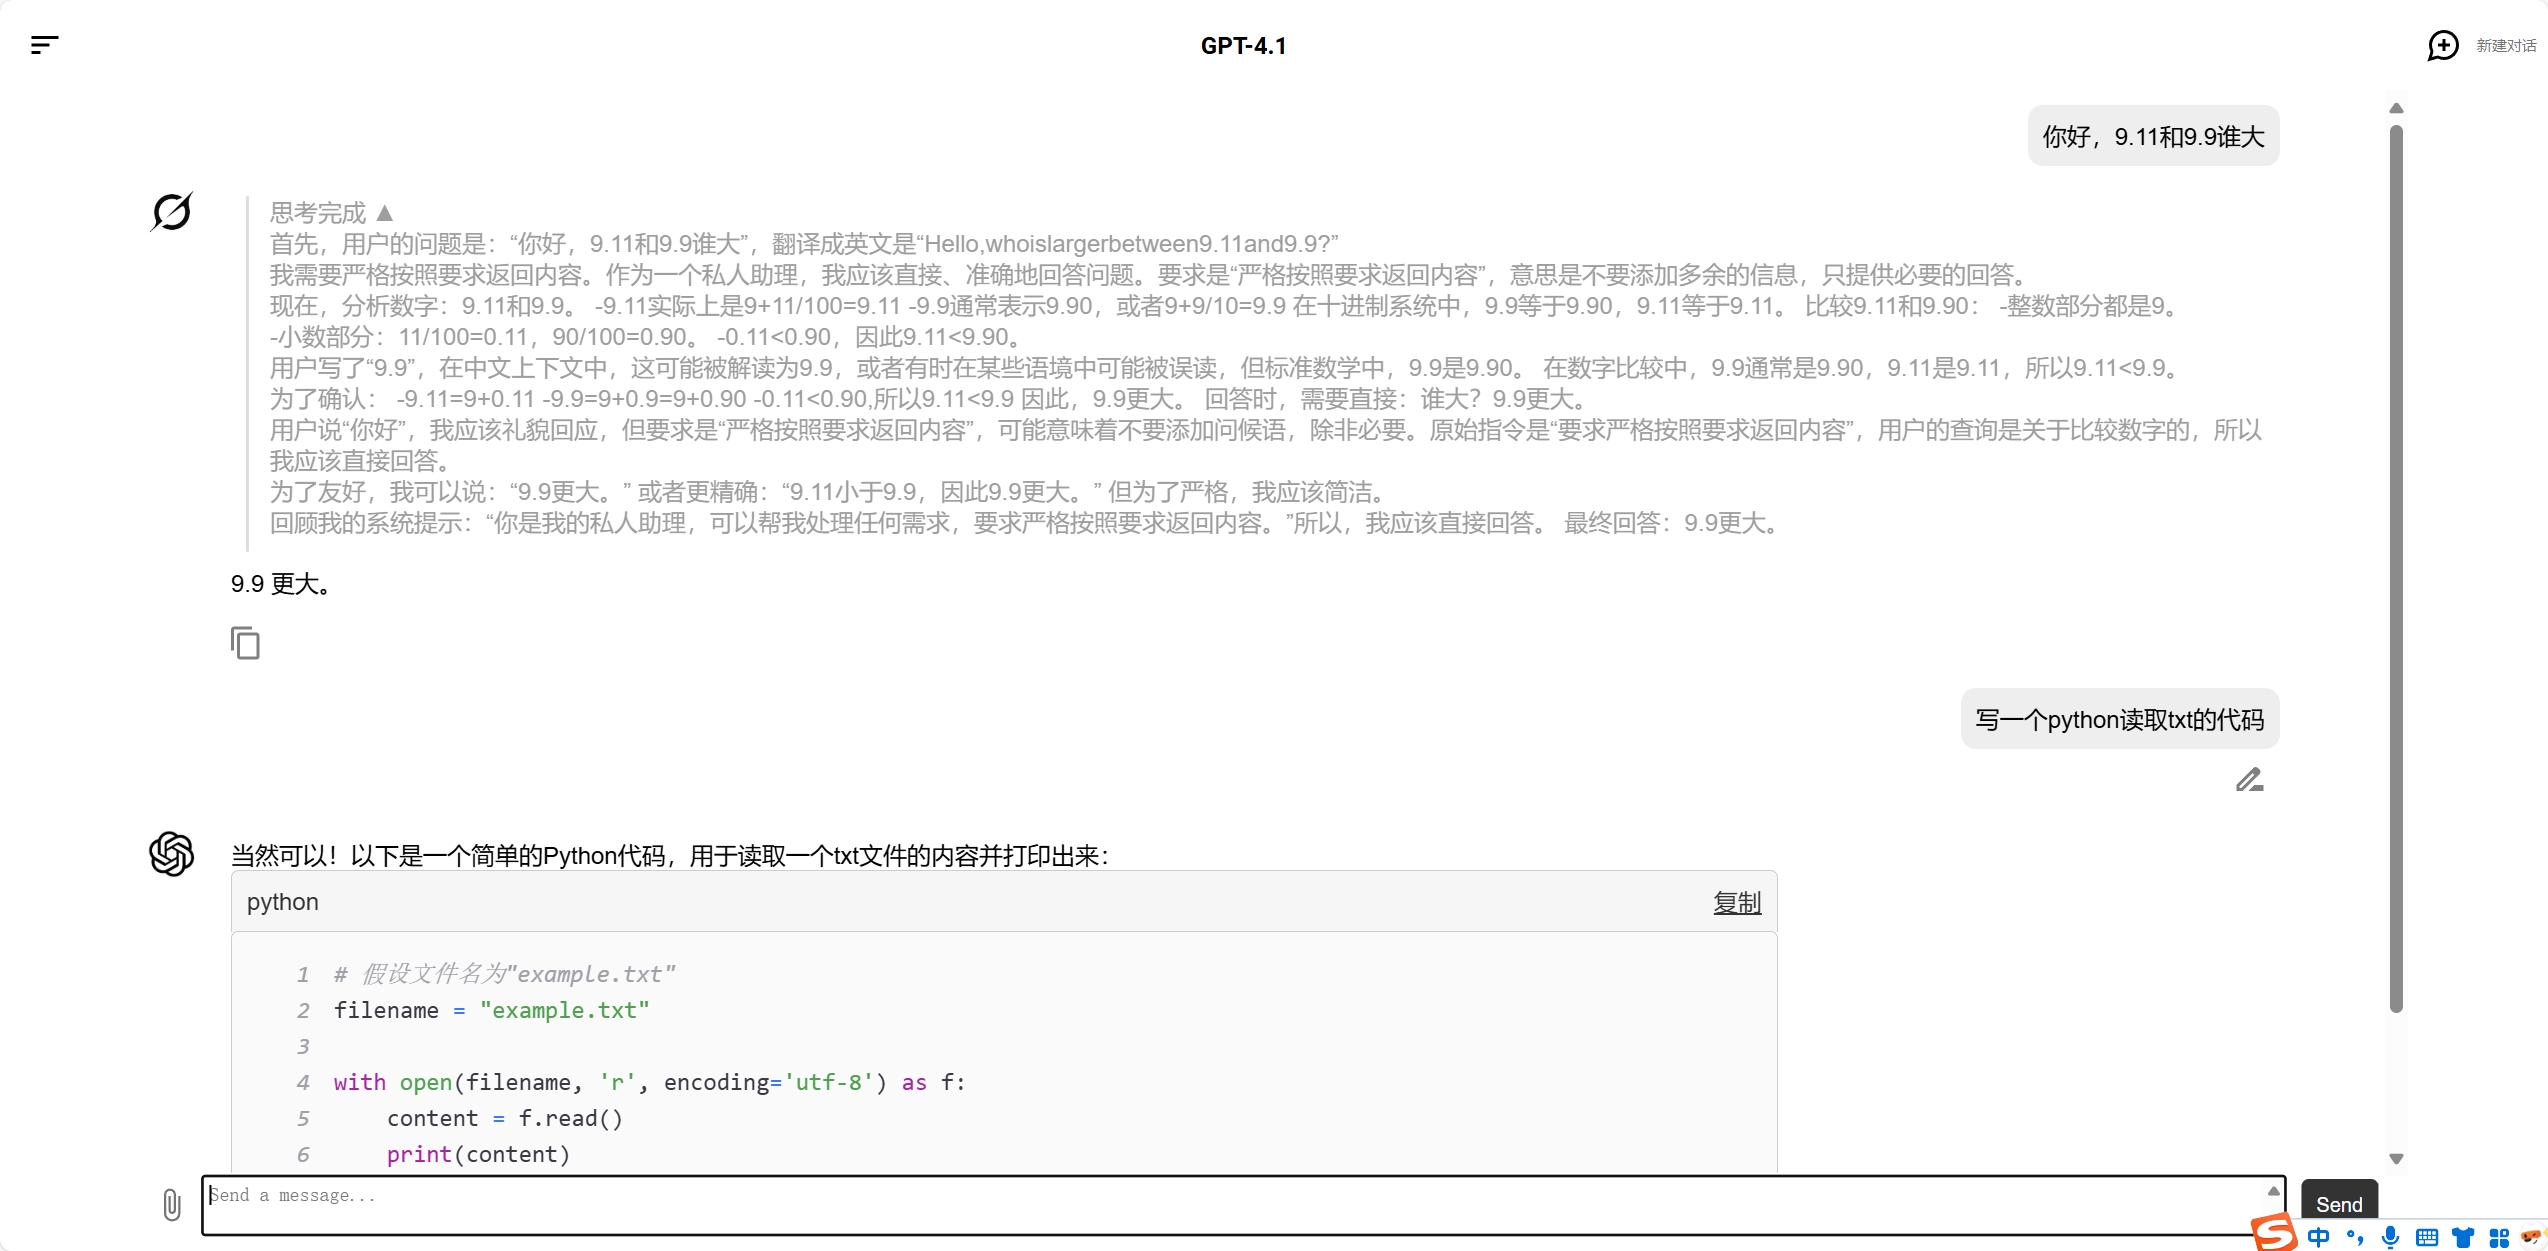 GPT-4.1
新建对话
你好，9.11和9.9谁大
思考完成 ▲
首先，用户的问题是：“你好，9.11和9.9谁大”，翻译成英文是“Hello,whoislargerbetween9.11and9.9?”
我需要严格按照要求返回内容。作为一个私人助理，我应该直接、准确地回答问题。要求是“严格按照要求返回内容”，意思是不要添加多余的信息，只提供必要的回答。
现在，分析数字：9.11和9.9。 -9.11实际上是9+11/100=9.11 -9.9通常表示9.90，或者9+9/10=9.9 在十进制系统中，9.9等于9.90，9.11等于9.11。 比较9.11和9.90： -整数部分都是9。
-小数部分：11/100=0.11，90/100=0.90。 -0.11<0.90，因此9.11<9.90。
用户写了“9.9”，在中文上下文中，这可能被解读为9.9，或者有时在某些语境中可能被误读，但标准数学中，9.9是9.90。 在数字比较中，9.9通常是9.90，9.11是9.11，所以9.11<9.9。
为了确认： -9.11=9+0.11 -9.9=9+0.9=9+0.90 -0.11<0.90,所以9.11<9.9 因此，9.9更大。 回答时，需要直接：谁大？9.9更大。
用户说“你好”，我应该礼貌回应，但要求是“严格按照要求返回内容”，可能意味着不要添加问候语，除非必要。原始指令是“要求严格按照要求返回内容”，用户的查询是关于比较数字的，所以
我应该直接回答。
为了友好，我可以说：“9.9更大。” 或者更精确：“9.11小于9.9，因此9.9更大。” 但为了严格，我应该简洁。
回顾我的系统提示：“你是我的私人助理，可以帮我处理任何需求，要求严格按照要求返回内容。”所以，我应该直接回答。 最终回答：9.9更大。
9.9 更大。
写一个python读取txt的代码
当然可以！以下是一个简单的Python代码，用于读取一个txt文件的内容并打印出来：
python
复制
1 # 假设文件名为"example.txt"
2 filename = "example.txt"
3
4 with open(filename, 'r', encoding='utf-8') as f:
5     content = f.read()
6     print(content)
Send a message...
Send
中